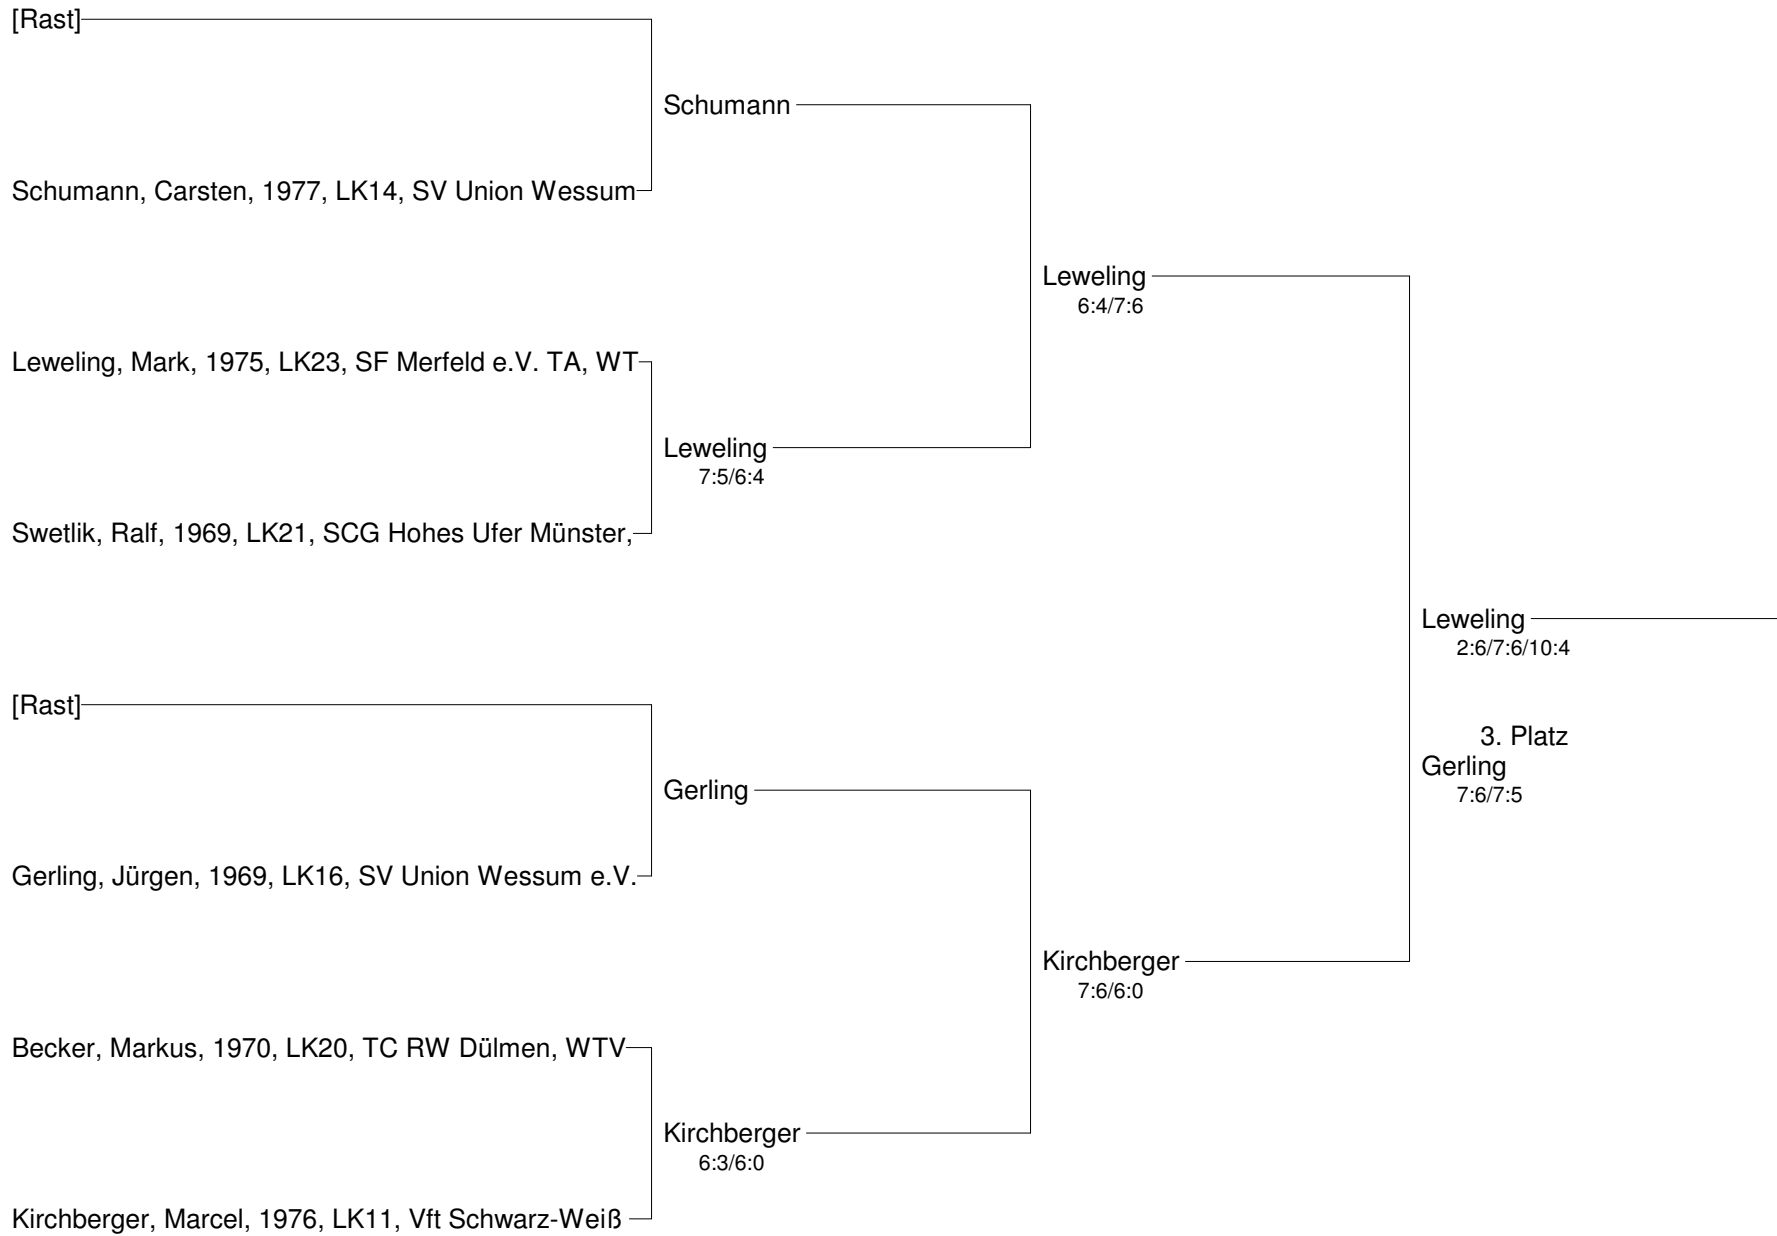 [Rast]
Schumann
Schumann, Carsten, 1977, LK14, SV Union Wessum
Leweling
6:4/7:6
Leweling, Mark, 1975, LK23, SF Merfeld e.V. TA, WT
Leweling
7:5/6:4
Swetlik, Ralf, 1969, LK21, SCG Hohes Ufer Münster,
Leweling
2:6/7:6/10:4
[Rast]
3. Platz
Gerling
7:6/7:5
Gerling
Gerling, Jürgen, 1969, LK16, SV Union Wessum e.V.
Kirchberger
7:6/6:0
Becker, Markus, 1970, LK20, TC RW Dülmen, WTV
Kirchberger
6:3/6:0
Kirchberger, Marcel, 1976, LK11, Vft Schwarz-Weiß